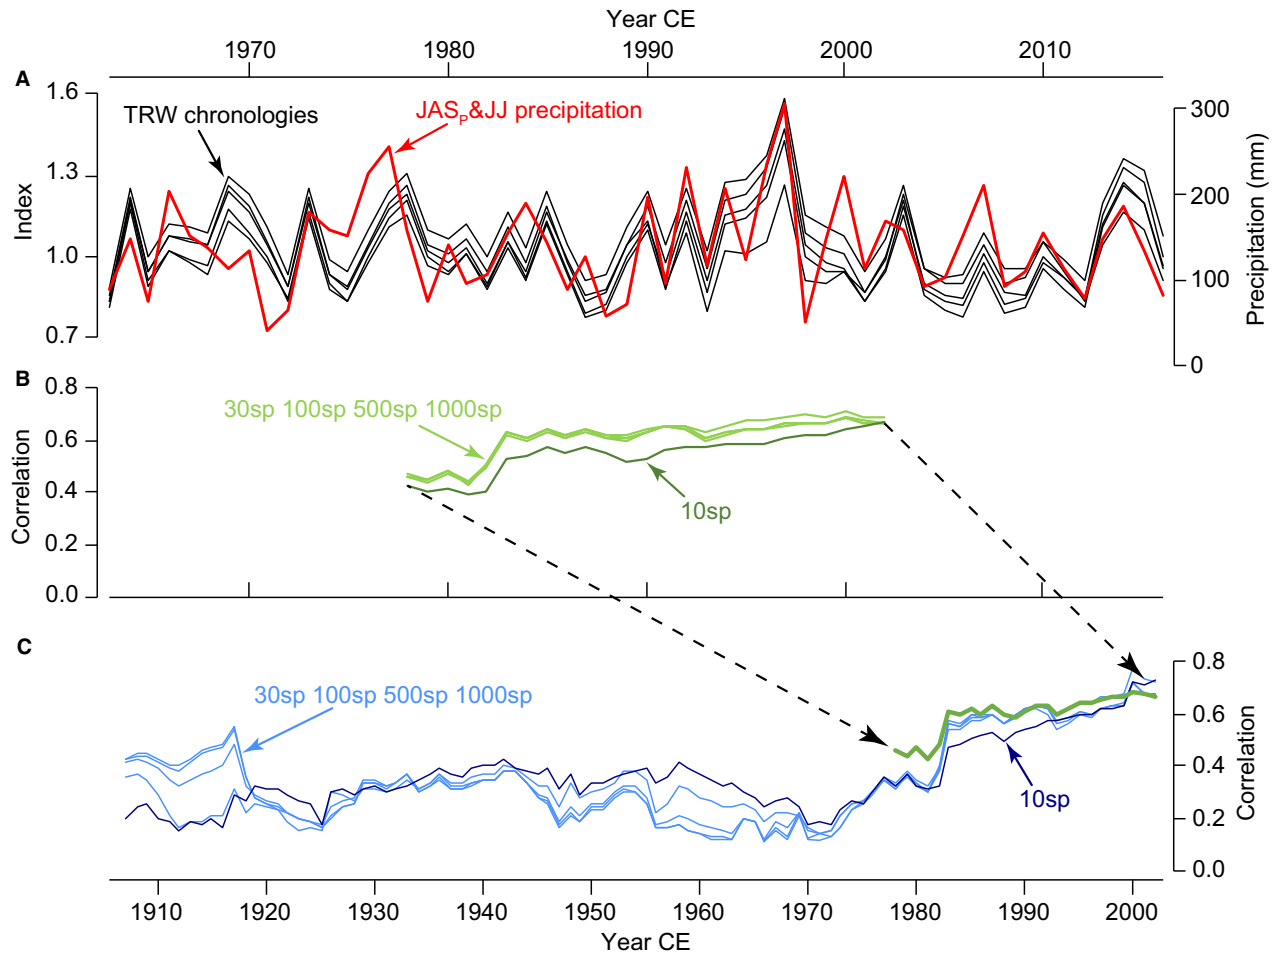 Year CE
1970 1980 1990 2000 2010
A
1.6
1.3
1.0
0.7
Index
TRW chronologies
JASP&JJ precipitation
300
200
100
0
Precipitation (mm)
B
0.8
0.6
0.4
0.2
0.0
Correlation
30sp 100sp 500sp 1000sp
10sp
C
30sp 100sp 500sp 1000sp
10sp
0.8
0.6
0.4
0.2
0.0
Correlation
1910 1920 1930 1940 1950 1960 1970 1980 1990 2000
Year CE